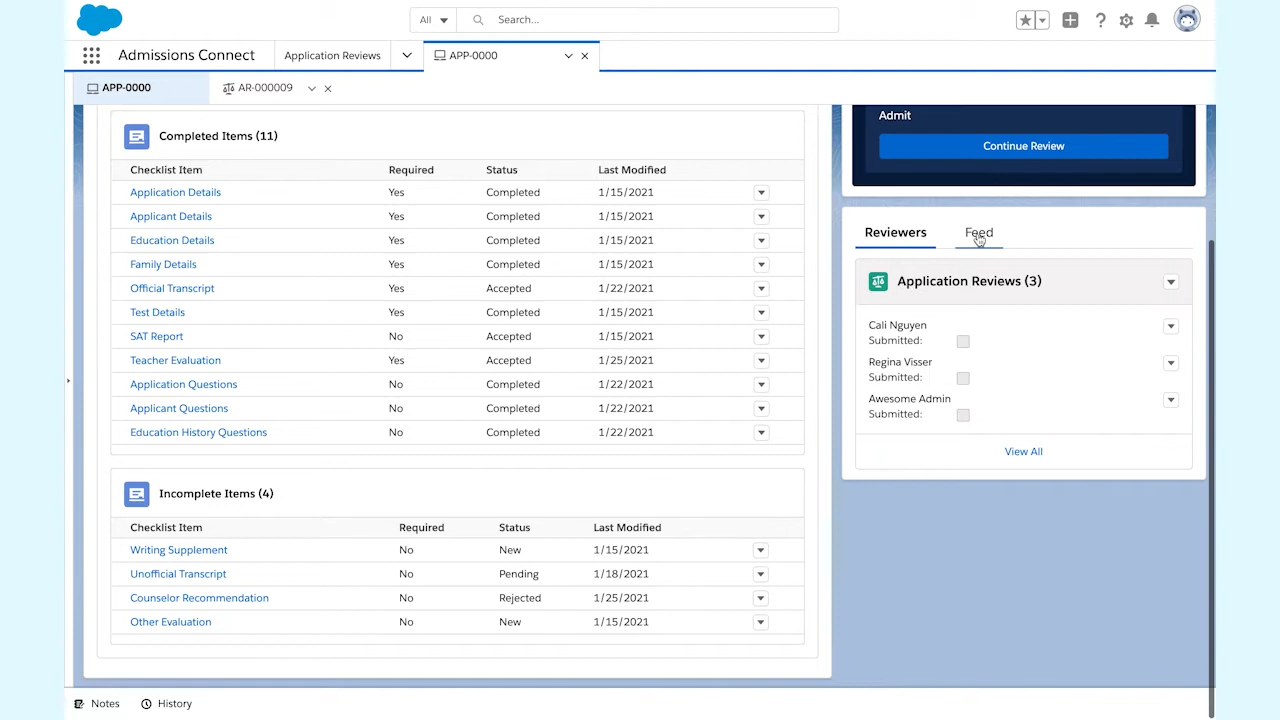 All Search...
Admissions Connect Application Reviews APP-0000
APP-0000 AR-000009
Completed Items (11)
Checklist Item Required Status Last Modified
Application Details Yes Completed 1/15/2021
Applicant Details Yes Completed 1/15/2021
Education Details Yes Completed 1/15/2021
Family Details Yes Completed 1/15/2021
Official Transcript Yes Accepted 1/22/2021
Test Details Yes Completed 1/15/2021
SAT Report No Accepted 1/15/2021
Teacher Evaluation Yes Accepted 1/25/2021
Application Questions No Completed 1/22/2021
Applicant Questions No Completed 1/22/2021
Education History Questions No Completed 1/22/2021
Incomplete Items (4)
Checklist Item Required Status Last Modified
Writing Supplement No New 1/15/2021
Unofficial Transcript No Pending 1/18/2021
Counselor Recommendation No Rejected 1/25/2021
Other Evaluation No New 1/15/2021
Admit
Continue Review
Reviewers Feed
Application Reviews (3)
Cali Nguyen
Submitted:
Regina Visser
Submitted:
Awesome Admin
Submitted:
View All
Notes History